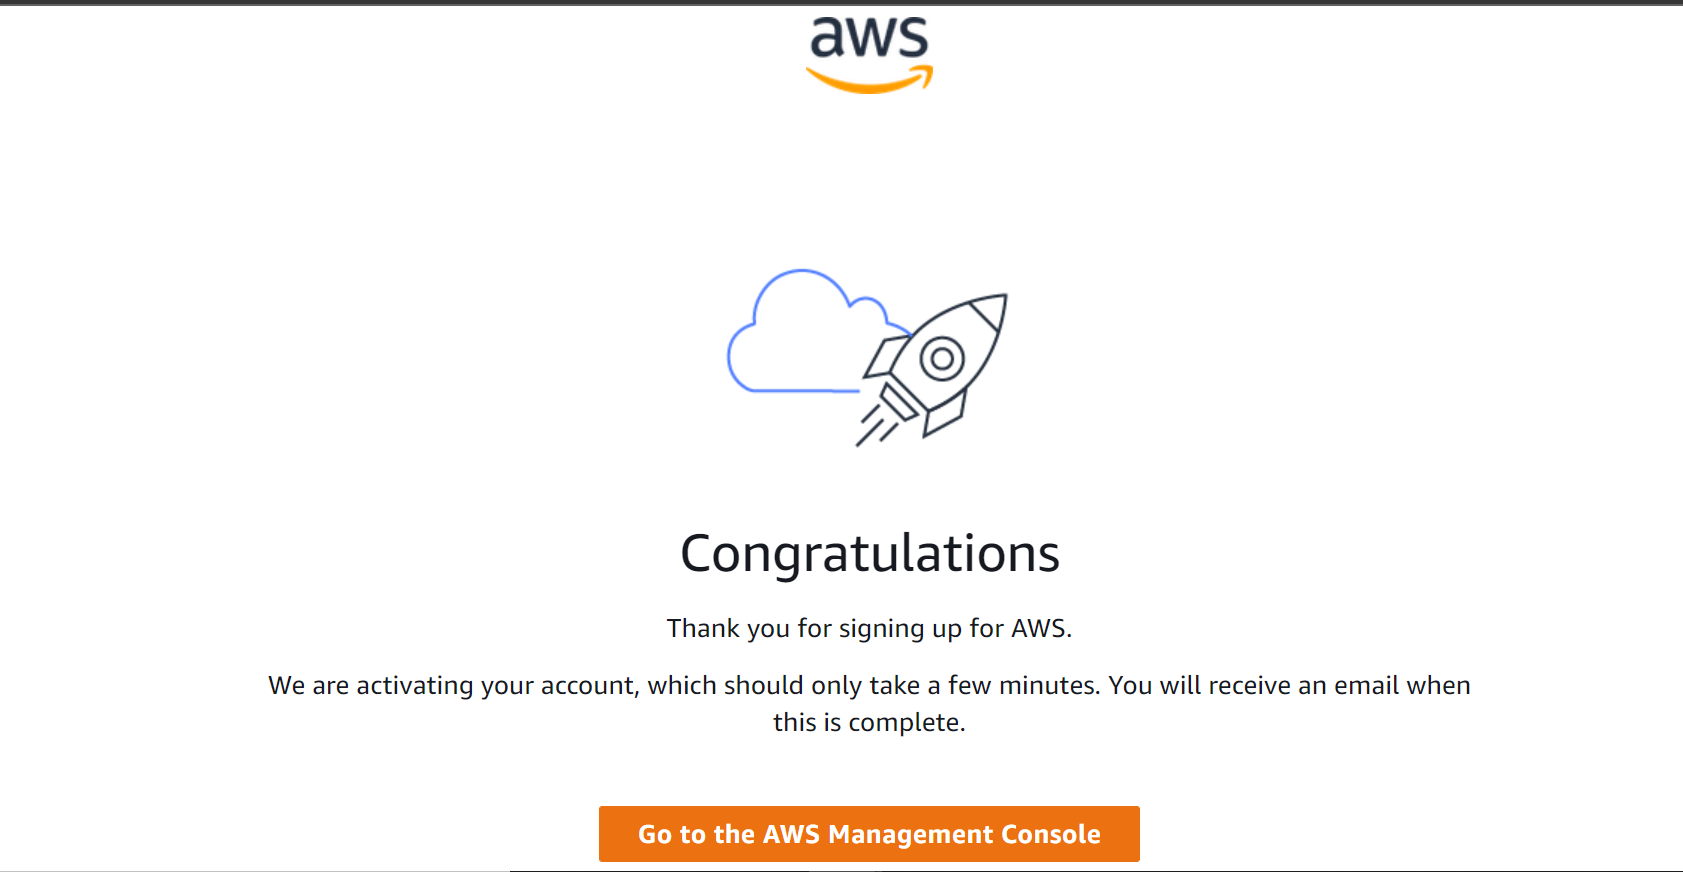 aws
Congratulations
Thank you for signing up for AWS.
We are activating your account, which should only take a few minutes. You will receive an email when
this is complete.
Go to the AWS Management Console